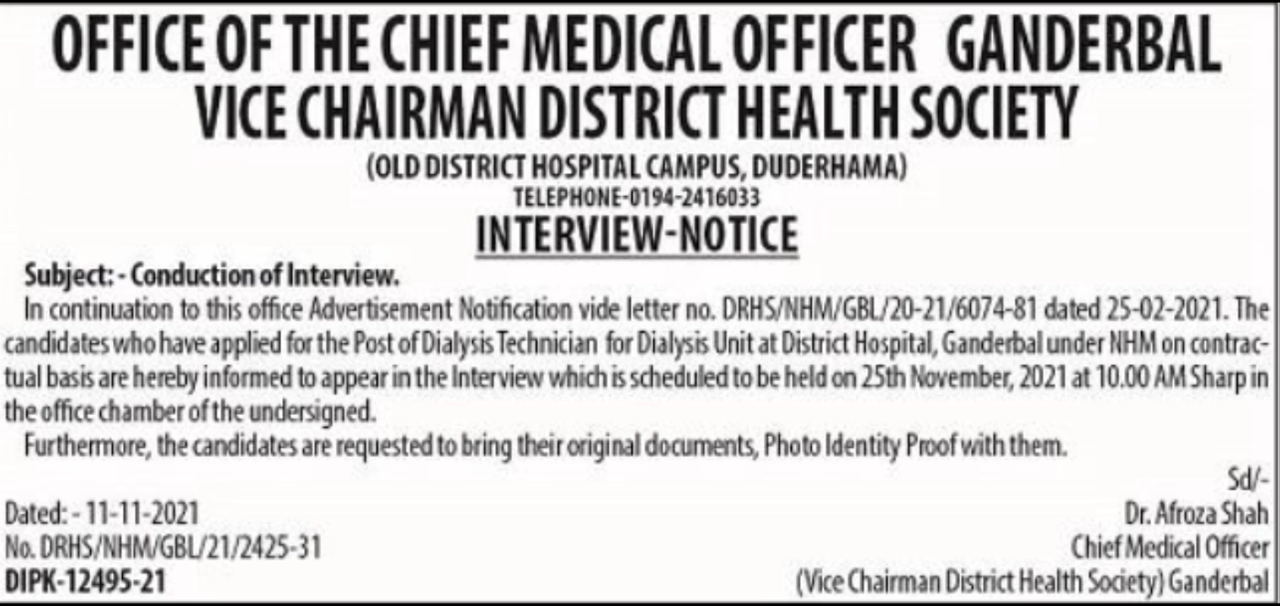 OFFICE OF THE CHIEF MEDICAL OFFICER GANDERBAL
VICE CHAIRMAN DISTRICT HEALTH SOCIETY
(OLD DISTRICT HOSPITAL CAMPUS, DUDERHAMA)
TELEPHONE-0194-2416033
INTERVIEW-NOTICE
Subject: - Conduction of Interview.
In continuation to this office Advertisement Notification vide letter no. DRHS/NHM/GBL/20-21/6074-81 dated 25-02-2021. The
candidates who have applied for the Post of Dialysis Technician for Dialysis Unit at District Hospital, Ganderbal under NHM on contrac-
tual basis are hereby informed to appear in the Interview which is scheduled to be held on 25th November, 2021 at 10.00 AM Sharp in
the office chamber of the undersigned.
Furthermore, the candidates are requested to bring their original documents, Photo Identity Proof with them.
Sd/-
Dated: - 11-11-2021 Dr. Afroza Shah
No. DRHS/NHM/GBL/21/2425-31 Chief Medical Officer
DIPK-12495-21 (Vice Chairman District Health Society) Ganderbal